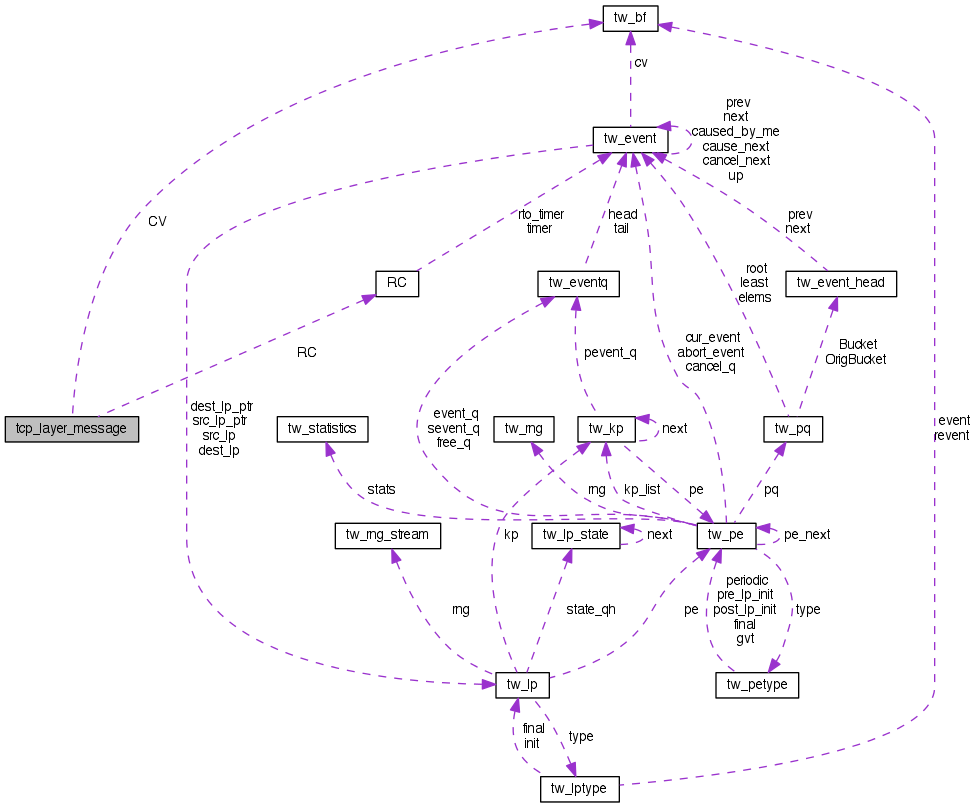 tw_bf
cv
prev
next
caused_by_me
cause_next
cancel_next
up
tw_event
CV
rto_timer
timer
head
tail
prev
next
RC
tw_eventq
root
least
elems
tw_event_head
RC
pevent_q
cur_event
abort_event
cancel_q
Bucket
OrigBucket
tcp_layer_message
dest_lp_ptr
src_lp_ptr
src_lp
dest_lp
tw_statistics
event_q
sevent_q
free_q
tw_rng
tw_kp
next
tw_pq
event
revent
stats
rng
kp_list
pe
pq
tw_rng_stream
kp
tw_lp_state
next
tw_pe
pe_next
rng
state_qh
pe
periodic
pre_lp_init
post_lp_init
final
gvt
type
tw_lp
tw_petype
final
init
type
tw_lptype